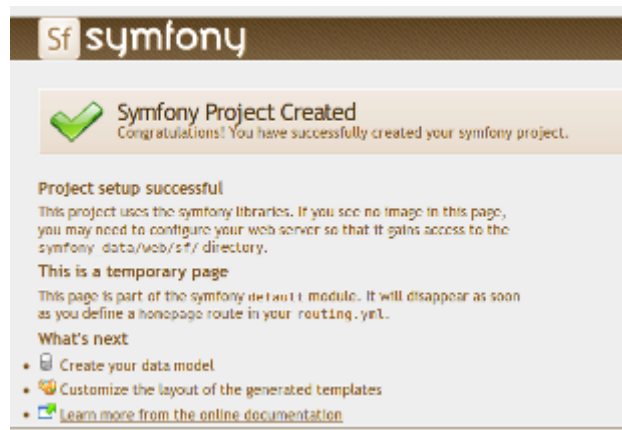 Sf symfony
Symfony Project Created
Congratulations! You have successfully created your symfony project.
Project setup successful
This project uses the symfony libraries. If you see no image in this page,
you may need to configure your web server so that it gains access to the
symfony data/web/sf/ directory.
This is a temporary page
This page is part of the symfony default module. It will disappear as soon
as you define a homepage route in your routing.yml.
What's next
• Create your data model
• Customize the layout of the generated templates
• Learn more from the online documentation